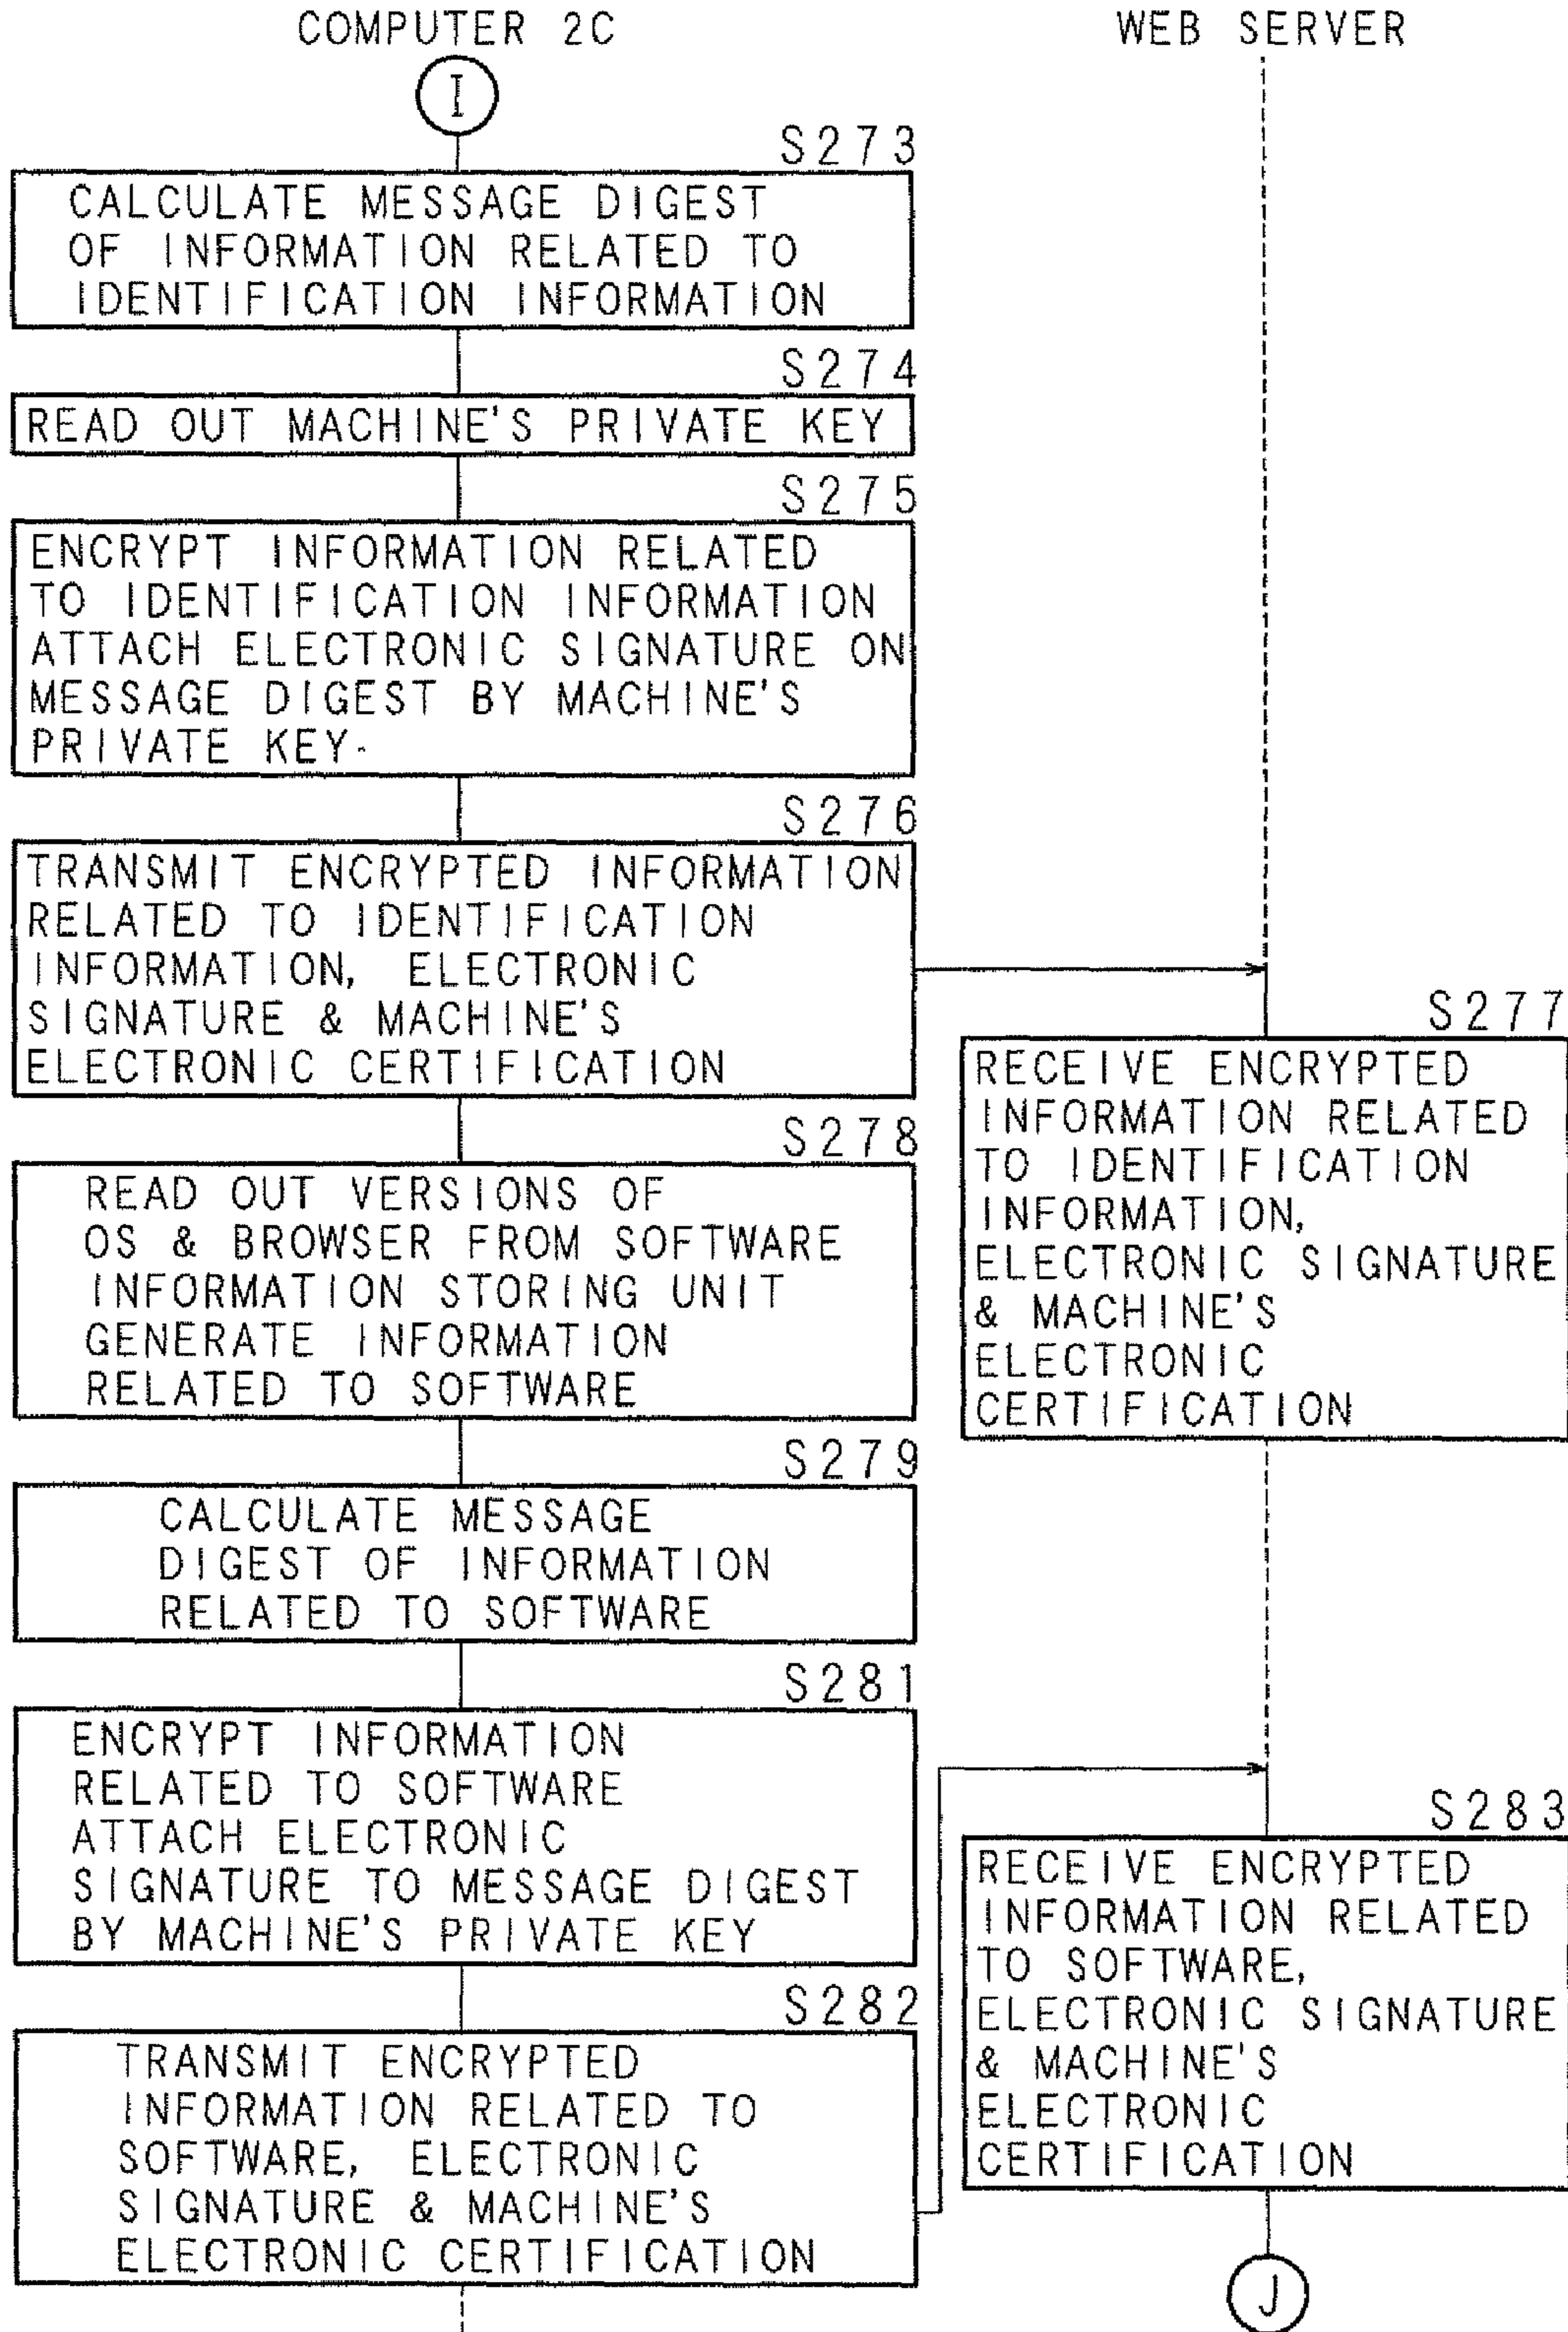 COMPUTER 2C
WEB SERVER
I
S273
CALCULATE MESSAGE DIGEST
OF INFORMATION RELATED TO
IDENTIFICATION INFORMATION
S274
READ OUT MACHINE'S PRIVATE KEY
S275
ENCRYPT INFORMATION RELATED
TO IDENTIFICATION INFORMATION
ATTACH ELECTRONIC SIGNATURE ON
MESSAGE DIGEST BY MACHINE'S
PRIVATE KEY.
S276
TRANSMIT ENCRYPTED INFORMATION
RELATED TO IDENTIFICATION
INFORMATION, ELECTRONIC
SIGNATURE & MACHINE'S
ELECTRONIC CERTIFICATION
S277
RECEIVE ENCRYPTED
INFORMATION RELATED
TO IDENTIFICATION
INFORMATION,
ELECTRONIC SIGNATURE
& MACHINE'S
ELECTRONIC
CERTIFICATION
S278
READ OUT VERSIONS OF
OS & BROWSER FROM SOFTWARE
INFORMATION STORING UNIT
GENERATE INFORMATION
RELATED TO SOFTWARE
S279
CALCULATE MESSAGE
DIGEST OF INFORMATION
RELATED TO SOFTWARE
S281
ENCRYPT INFORMATION
RELATED TO SOFTWARE
ATTACH ELECTRONIC
SIGNATURE TO MESSAGE DIGEST
BY MACHINE'S PRIVATE KEY
S282
TRANSMIT ENCRYPTED
INFORMATION RELATED TO
SOFTWARE, ELECTRONIC
SIGNATURE & MACHINE'S
ELECTRONIC CERTIFICATION
S283
RECEIVE ENCRYPTED
INFORMATION RELATED
TO SOFTWARE,
ELECTRONIC SIGNATURE
& MACHINE'S
ELECTRONIC
CERTIFICATION
J